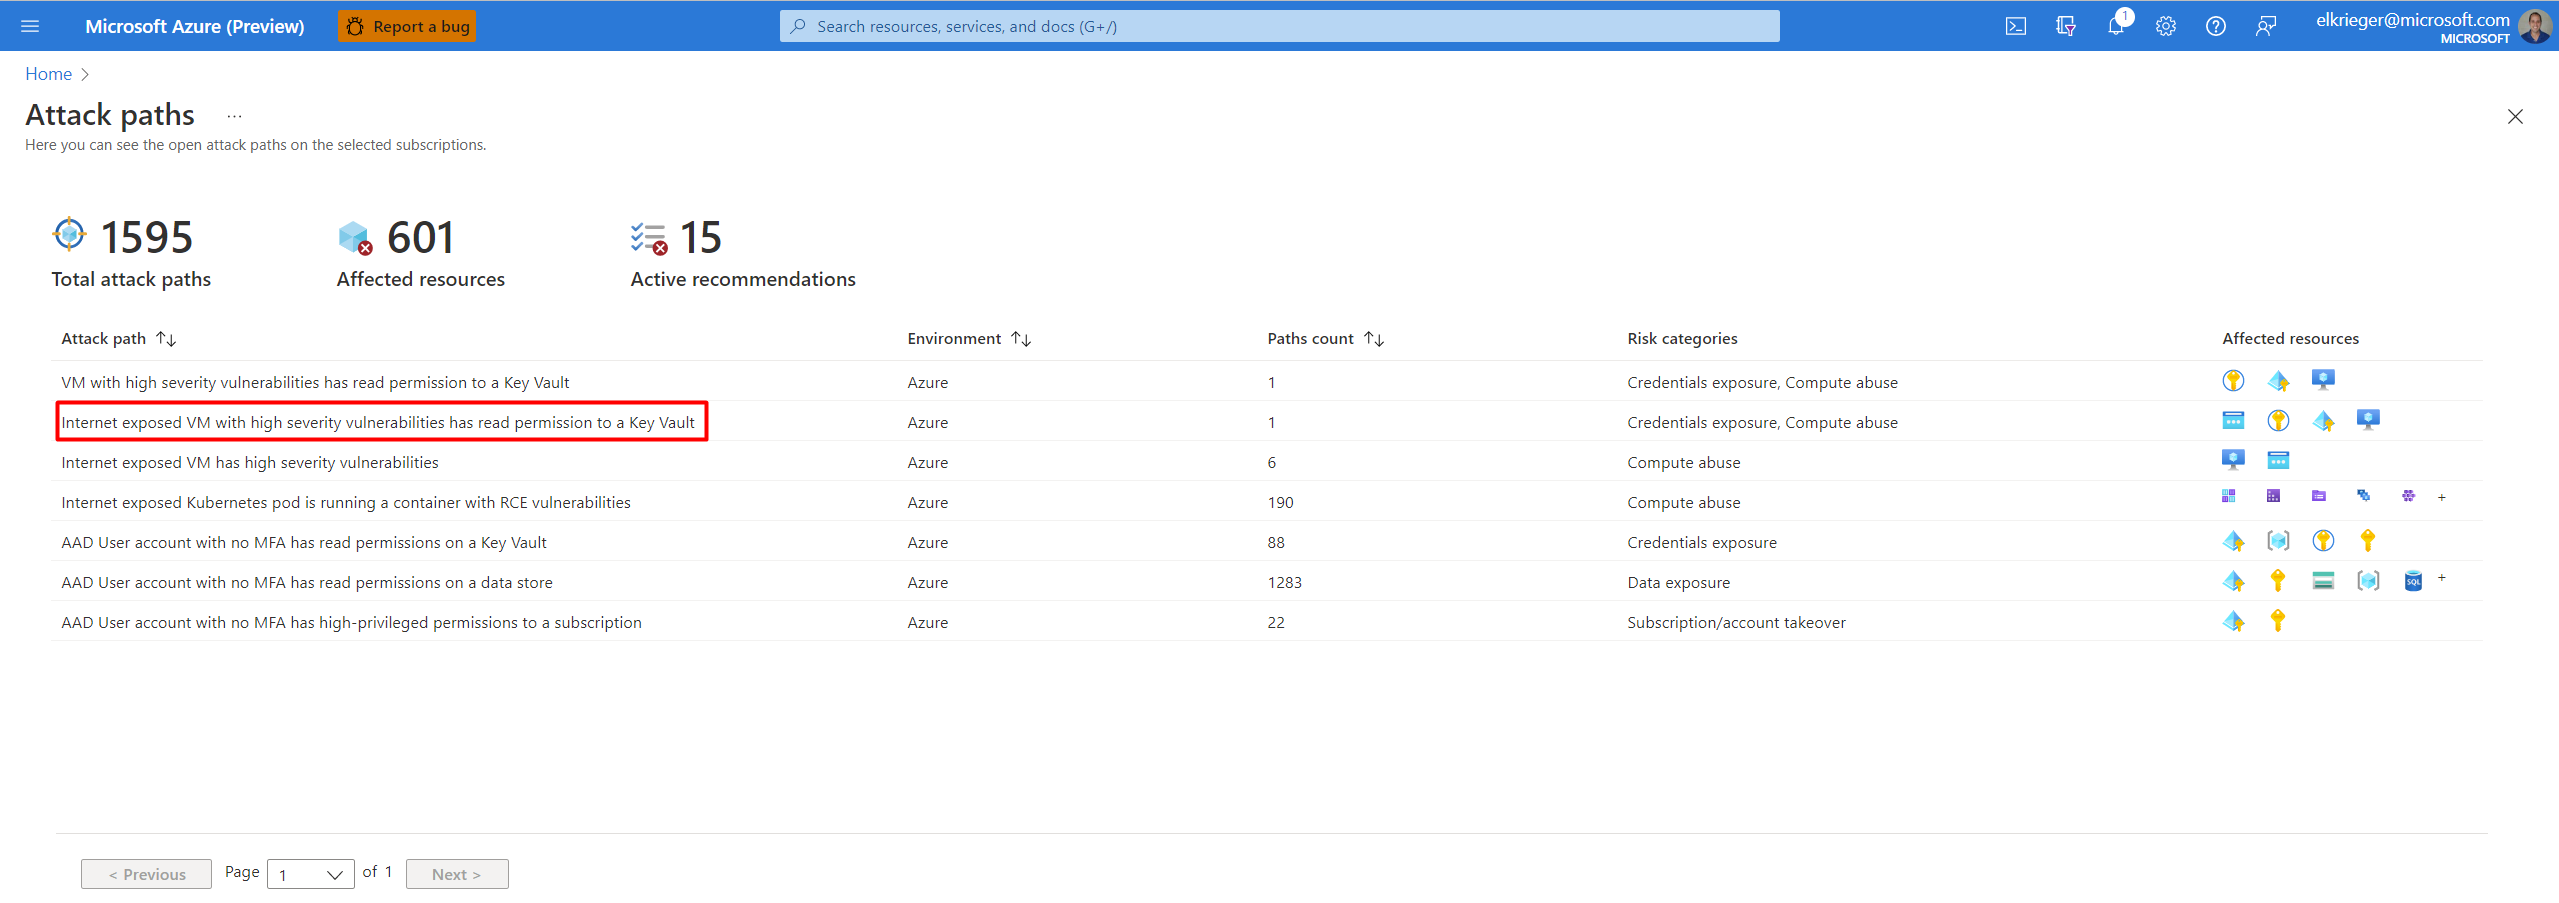 Microsoft Azure (Preview) Report a bug Search resources, services, and docs (G+/) 1 elkrieger@microsoft.com
MICROSOFT
Home
Attack paths ...
Here you can see the open attack paths on the selected subscriptions.
1595 601 15
Total attack paths Affected resources Active recommendations
Attack path Environment Paths count Risk categories Affected resources
VM with high severity vulnerabilities has read permission to a Key Vault Azure 1 Credentials exposure, Compute abuse
Internet exposed VM with high severity vulnerabilities has read permission to a Key Vault Azure 1 Credentials exposure, Compute abuse
Internet exposed VM has high severity vulnerabilities Azure 6 Compute abuse
Internet exposed Kubernetes pod is running a container with RCE vulnerabilities Azure 190 Compute abuse +
AAD User account with no MFA has read permissions on a Key Vault Azure 88 Credentials exposure
AAD User account with no MFA has read permissions on a data store Azure 1283 Data exposure SQL +
AAD User account with no MFA has high-privileged permissions to a subscription Azure 22 Subscription/account takeover
< Previous Page 1 of 1 Next >